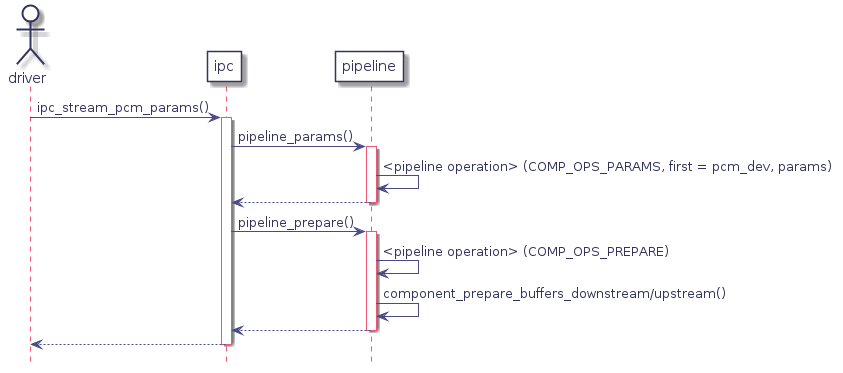 driver
ipc
pipeline
ipc_stream_pcm_params()
pipeline_params()
<pipeline operation> (COMP_OPS_PARAMS, first = pcm_dev, params)
pipeline_prepare()
<pipeline operation> (COMP_OPS_PREPARE)
component_prepare_buffers_downstream/upstream()